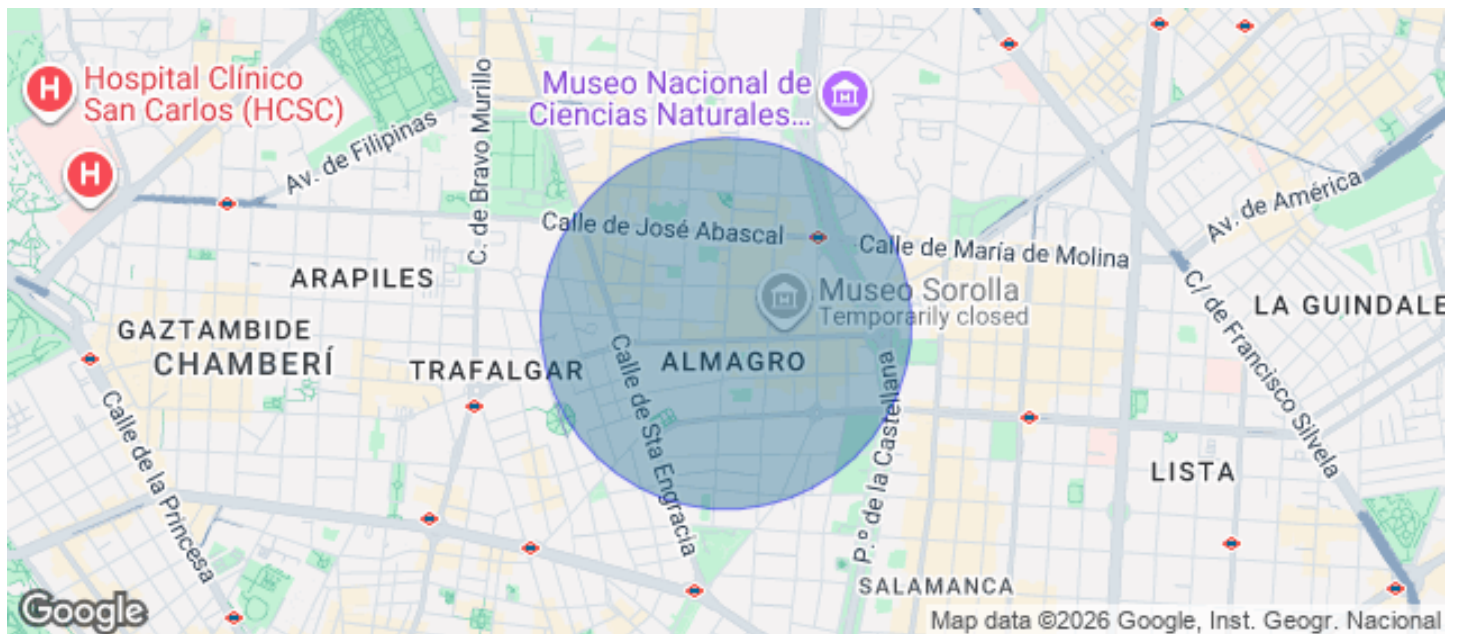 Hospital Clínico
San Carlos (HCSC)
H
H
Museo Nacional de
Ciencias Naturales...
Av. de Filipinas
C. de Bravo Murillo
Calle de José Abascal
Calle de María de Molina
Av. de América
C/ de Francisco Silvela
ARAPILES
Museo Sorolla
Temporarily closed
LA GUINDALE
GAZTAMBIDE
CHAMBERÍ
TRAFALGAR
ALMAGRO
Calle de la Princesa
Calle de Sta Engracia
P.º de la Castellana
LISTA
SALAMANCA
Google
Map data ©2026 Google, Inst. Geogr. Nacional